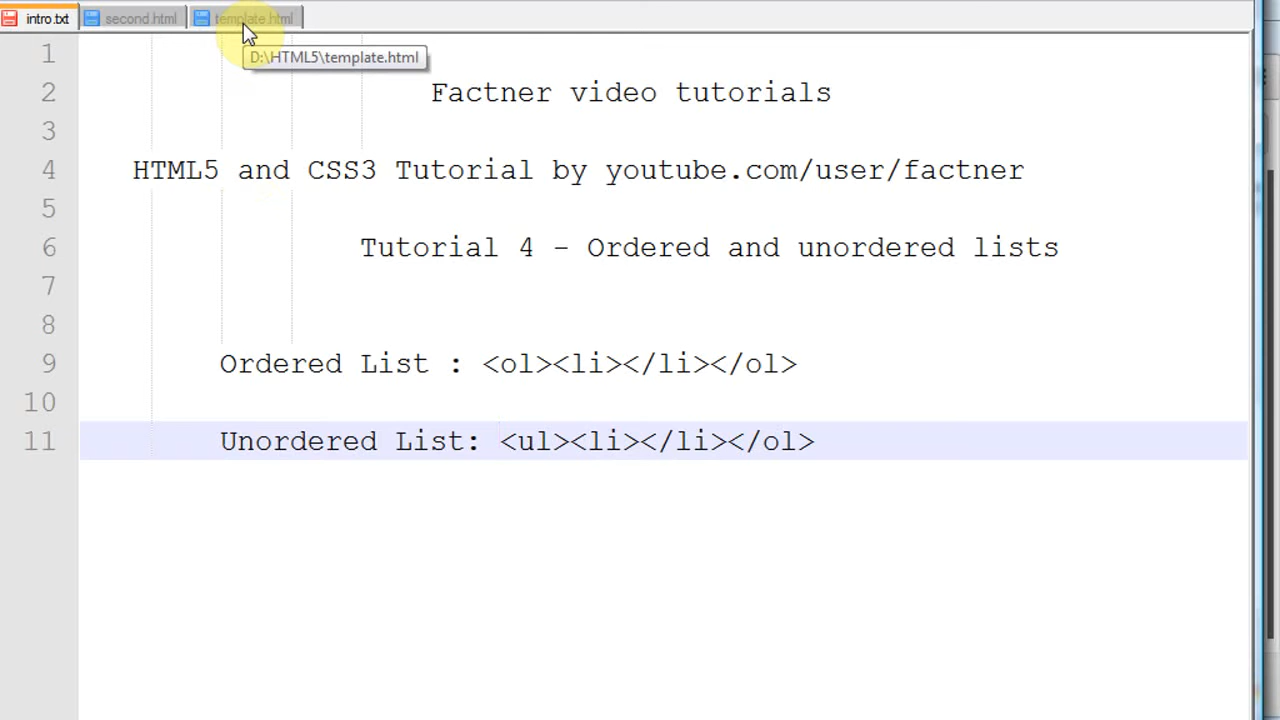 intro.txt second.html template.html
D:\HTML5\template.html
1
2 Factner video tutorials
3
4 HTML5 and CSS3 Tutorial by youtube.com/user/factner
5
6 Tutorial 4 - Ordered and unordered lists
7
8
9 Ordered List : <ol><li></li></ol>
10
11 Unordered List: <ul><li></li></ol>